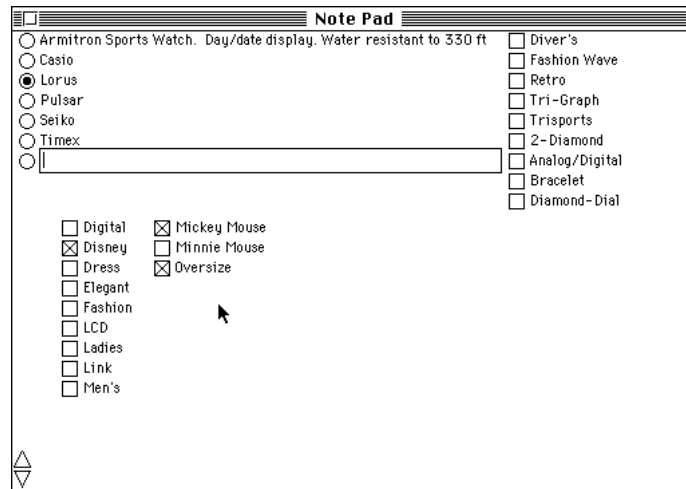 Note Pad
Armitron Sports Watch. Day/date display. Water resistant to 330 ft
Casio
Lorus
Pulsar
Seiko
Timex
Diver's
Fashion Wave
Retro
Tri-Graph
Trisports
2-Diamond
Analog/Digital
Bracelet
Diamond-Dial
Digital
Disney
Dress
Elegant
Fashion
LCD
Ladies
Link
Men's
Mickey Mouse
Minnie Mouse
Oversize